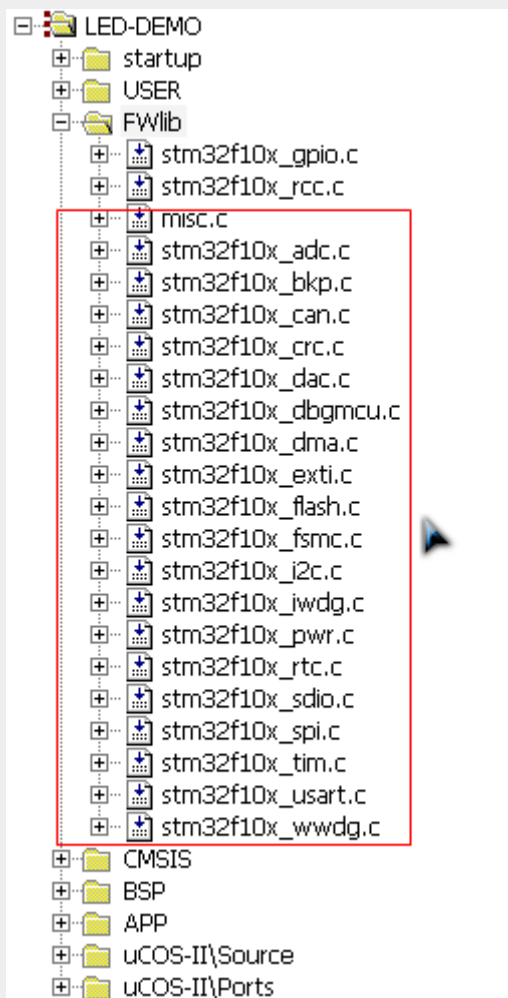 LED-DEMO
startup
USER
FWlib
stm32f10x_gpio.c
stm32f10x_rcc.c
misc.c
stm32f10x_adc.c
stm32f10x_bkp.c
stm32f10x_can.c
stm32f10x_crc.c
stm32f10x_dac.c
stm32f10x_dbgmcu.c
stm32f10x_dma.c
stm32f10x_exti.c
stm32f10x_flash.c
stm32f10x_fsmc.c
stm32f10x_i2c.c
stm32f10x_iwdg.c
stm32f10x_pwr.c
stm32f10x_rtc.c
stm32f10x_sdio.c
stm32f10x_spi.c
stm32f10x_tim.c
stm32f10x_usart.c
stm32f10x_wwdg.c
CMSIS
BSP
APP
uCOS-II\Source
uCOS-II\Ports